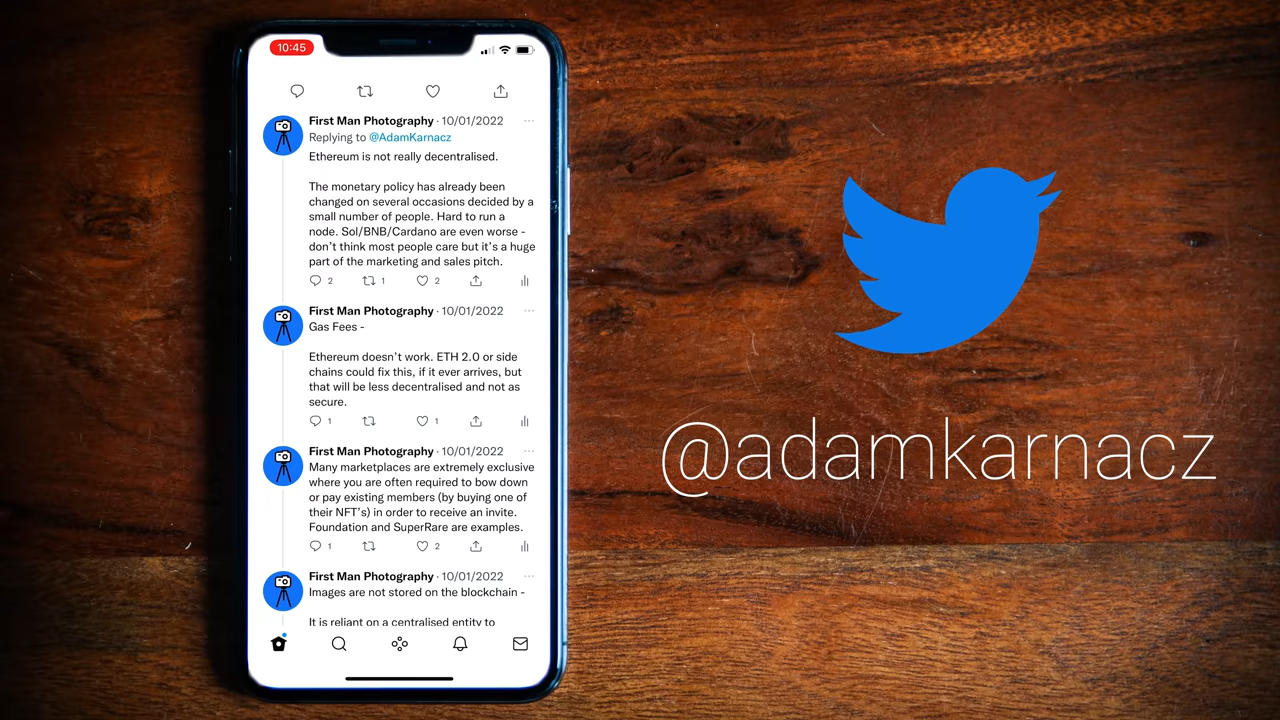 10:45
First Man Photography · 10/01/2022
Replying to @AdamKarnacz
Ethereum is not really decentralised.
The monetary policy has already been
changed on several occasions decided by a
small number of people. Hard to run a
node. Sol/BNB/Cardano are even worse -
don't think most people care but it's a huge
part of the marketing and sales pitch.
2 1 2
First Man Photography · 10/01/2022
Gas Fees -
Ethereum doesn't work. ETH 2.0 or side
chains could fix this, if it ever arrives, but
that will be less decentralised and not as
secure.
1 1
First Man Photography · 10/01/2022
Many marketplaces are extremely exclusive
where you are often required to bow down
or pay existing members (by buying one of
their NFT's) in order to receive an invite.
Foundation and SuperRare are examples.
1 2
First Man Photography · 10/01/2022
Images are not stored on the blockchain -
It is reliant on a centralised entity to
@adamkarnacz